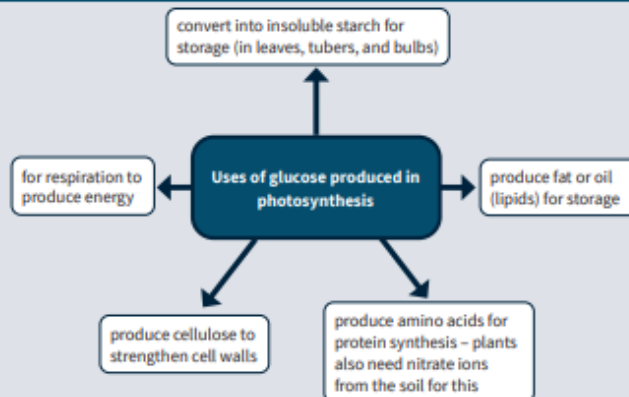 convert into insoluble starch for
storage (in leaves, tubers, and bulbs)
for respiration to
produce energy
Uses of glucose produced in
photosynthesis
produce fat or oil
(lipids) for storage
produce cellulose to
strengthen cell walls
produce amino acids for
protein synthesis – plants
also need nitrate ions
from the soil for this